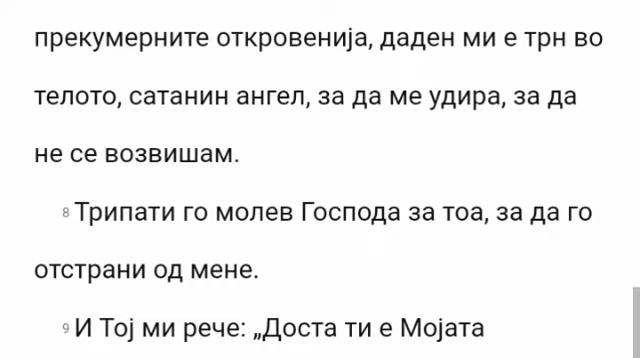 прекумерните откровенија, даден ми е трн во
телото, сатанин ангел, за да ме удира, за да
не се возвишам.
8 Трипати го молев Господа за тоа, за да го
отстрани од мене.
9 И Тој ми рече: „Доста ти е Мојата